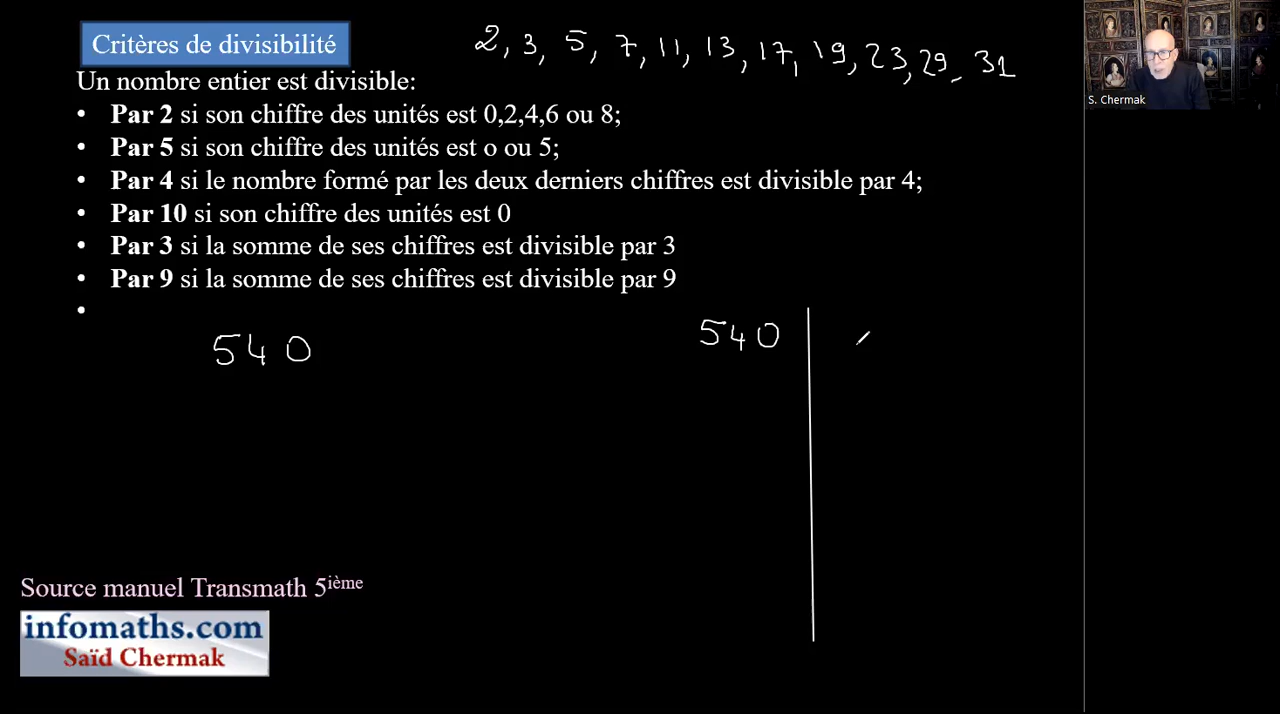 Critères de divisibilité
2, 3, 5, 7, 11, 13, 17, 19, 23, 29, 31
Un nombre entier est divisible:
S. Chermak
• Par 2 si son chiffre des unités est 0,2,4,6 ou 8;
• Par 5 si son chiffre des unités est o ou 5;
• Par 4 si le nombre formé par les deux derniers chiffres est divisible par 4;
• Par 10 si son chiffre des unités est 0
• Par 3 si la somme de ses chiffres est divisible par 3
• Par 9 si la somme de ses chiffres est divisible par 9
•
540
540
Source manuel Transmath 5ième
infomaths.com
Saïd Chermak